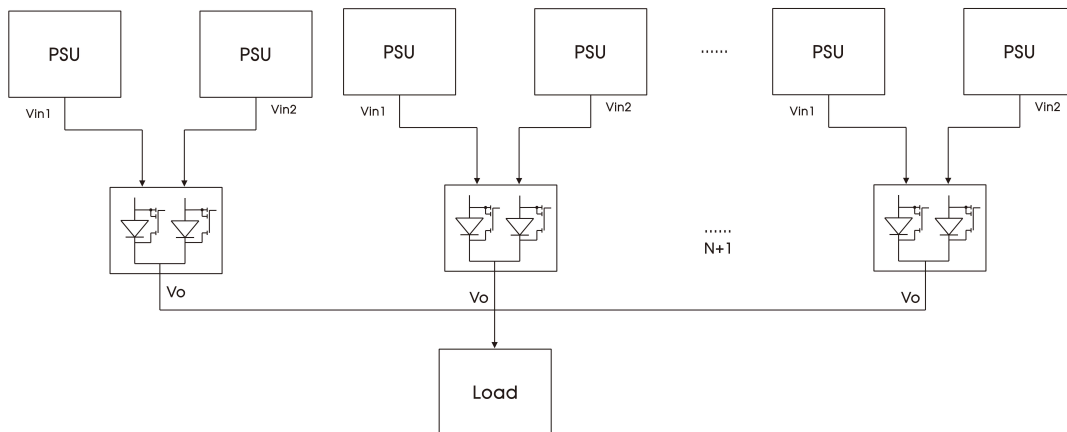 PSU PSU PSU PSU ...... PSU PSU
Vin1 Vin2 Vin1 Vin2 Vin1 Vin2
......
N+1
Vo Vo Vo
Load